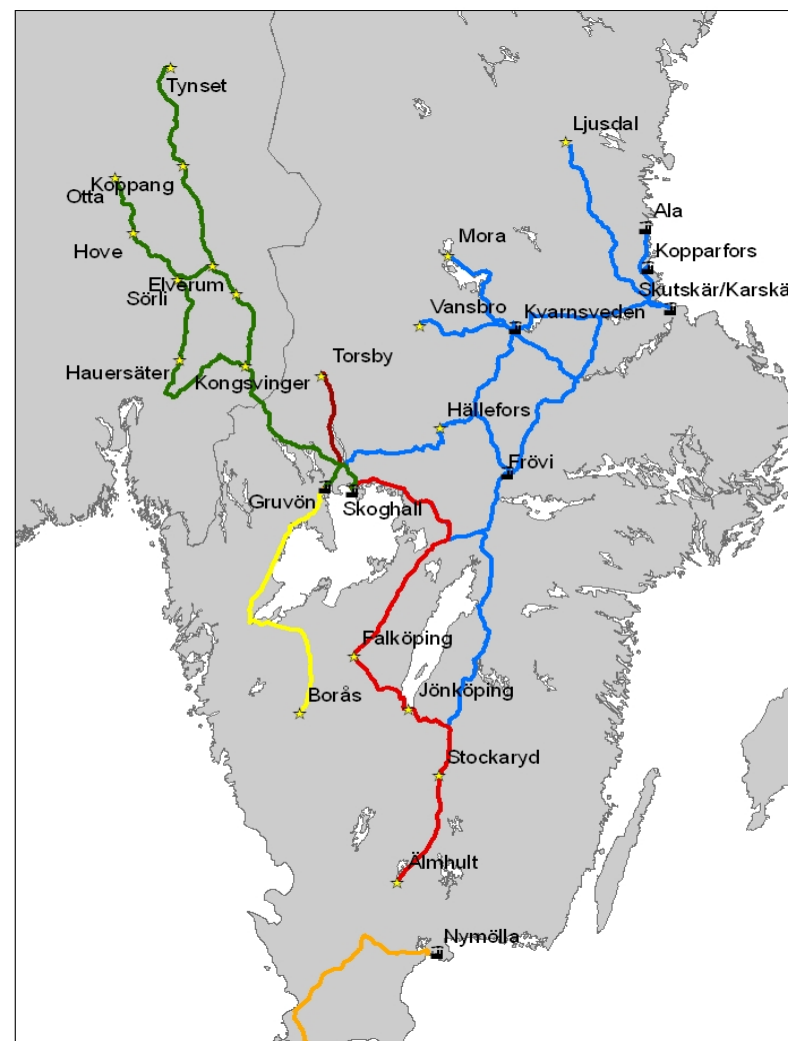 Tynset
Ljusdal
Koppang
Otta
Ala
Mora
Hove
Kopparfors
Elverum
Sörli
Skutskär/Karskä
Vansbro
Kvarnsveden
Torsby
Hauersäter
Kongsvinger
Hällefors
Frövi
Gruvön
Skoghall
Falköping
Borås
Jönköping
Stockaryd
Älmhult
Nymölla